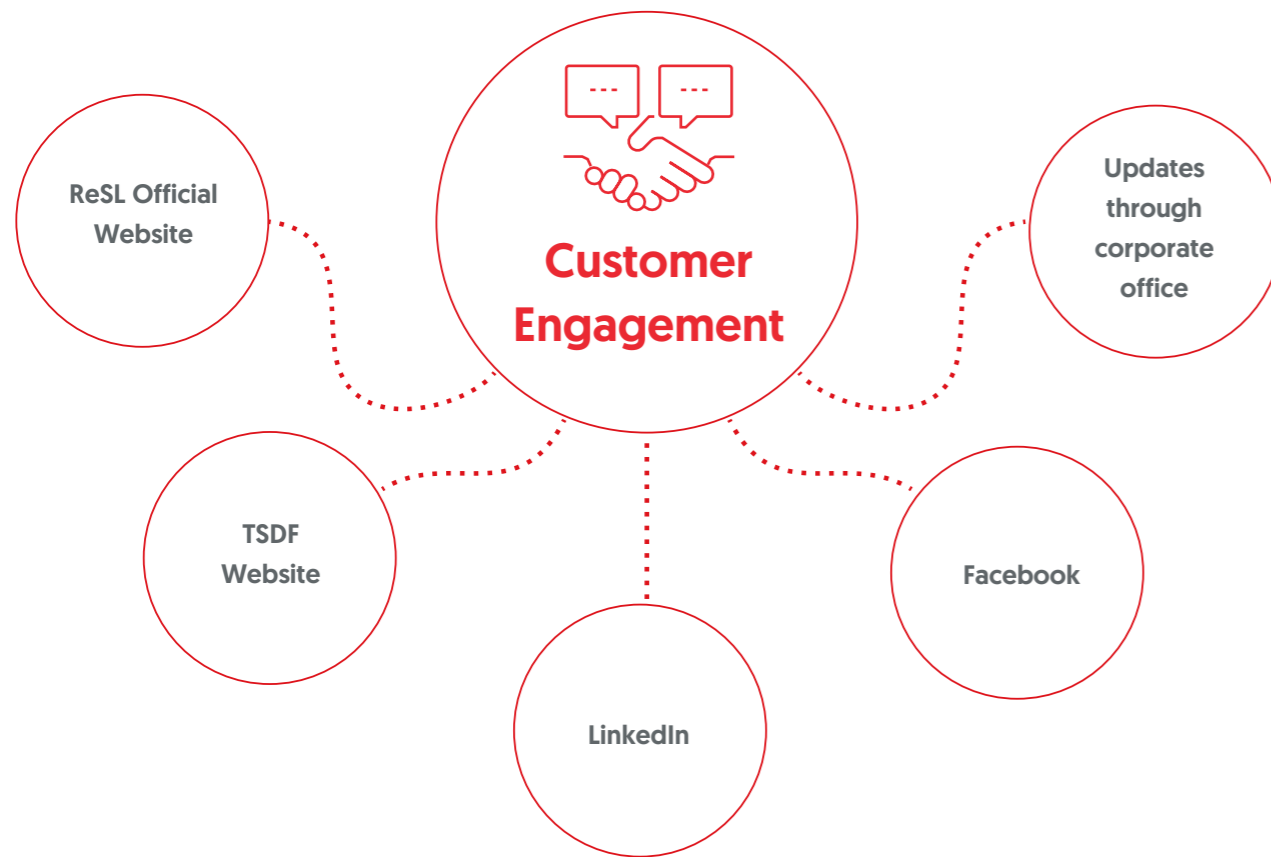 Customer
Engagement
ReSL Official
Website
TSDF
Website
LinkedIn
Facebook
Updates
through
corporate
office